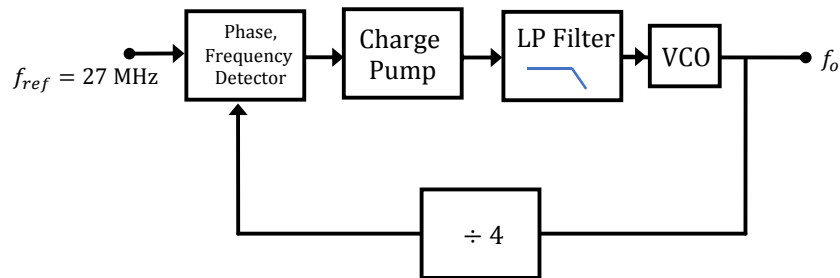 Phase,
Frequency
Detector
Charge
Pump
LP Filter
VCO
f_ref = 27 MHz
f_o
÷ 4